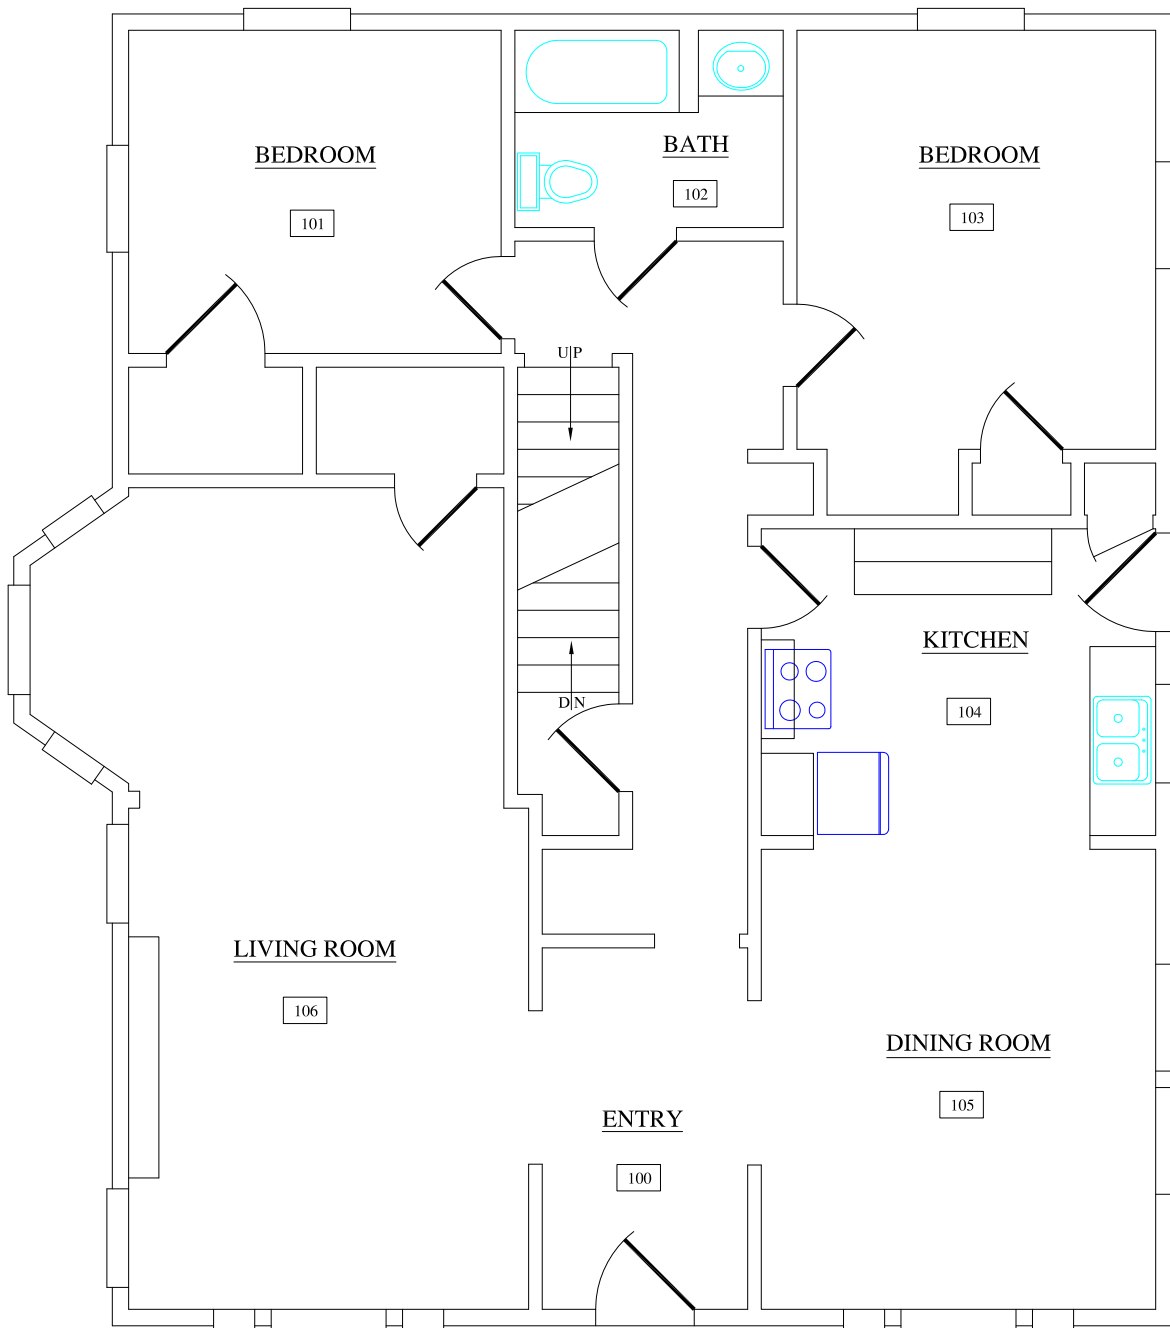 BATH
BEDROOM
BEDROOM
102
103
101
UP
KITCHEN
DN
104
LIVING ROOM
106
DINING ROOM
105
ENTRY
100